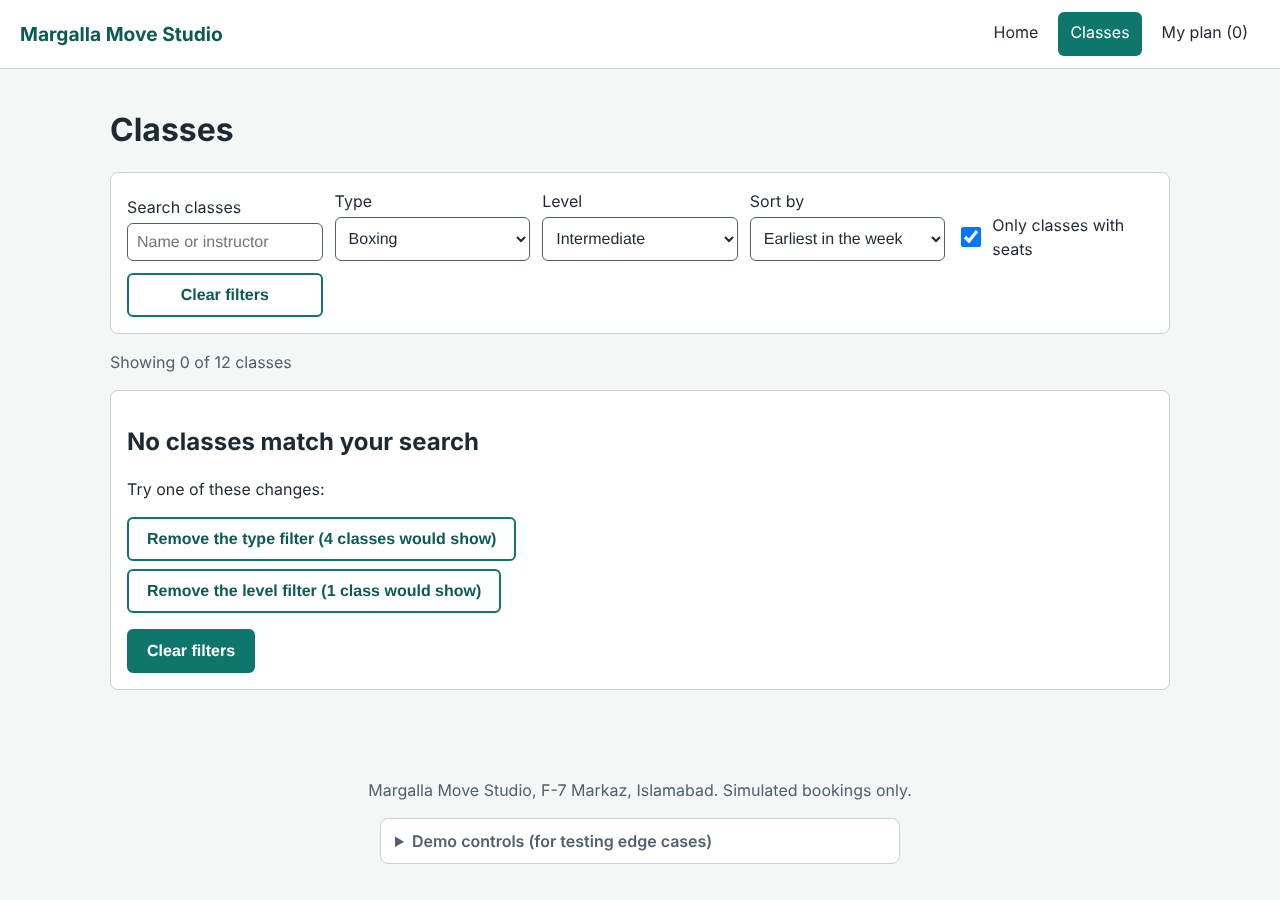 Margalla Move Studio
Home
Classes
My plan (0)
Classes
Search classes
Type
Level
Sort by
Name or instructor
Boxing
Intermediate
Earliest in the week
Only classes with
seats
Clear filters
Showing 0 of 12 classes
No classes match your search
Try one of these changes:
Remove the type filter (4 classes would show)
Remove the level filter (1 class would show)
Clear filters
Margalla Move Studio, F-7 Markaz, Islamabad. Simulated bookings only.
Demo controls (for testing edge cases)